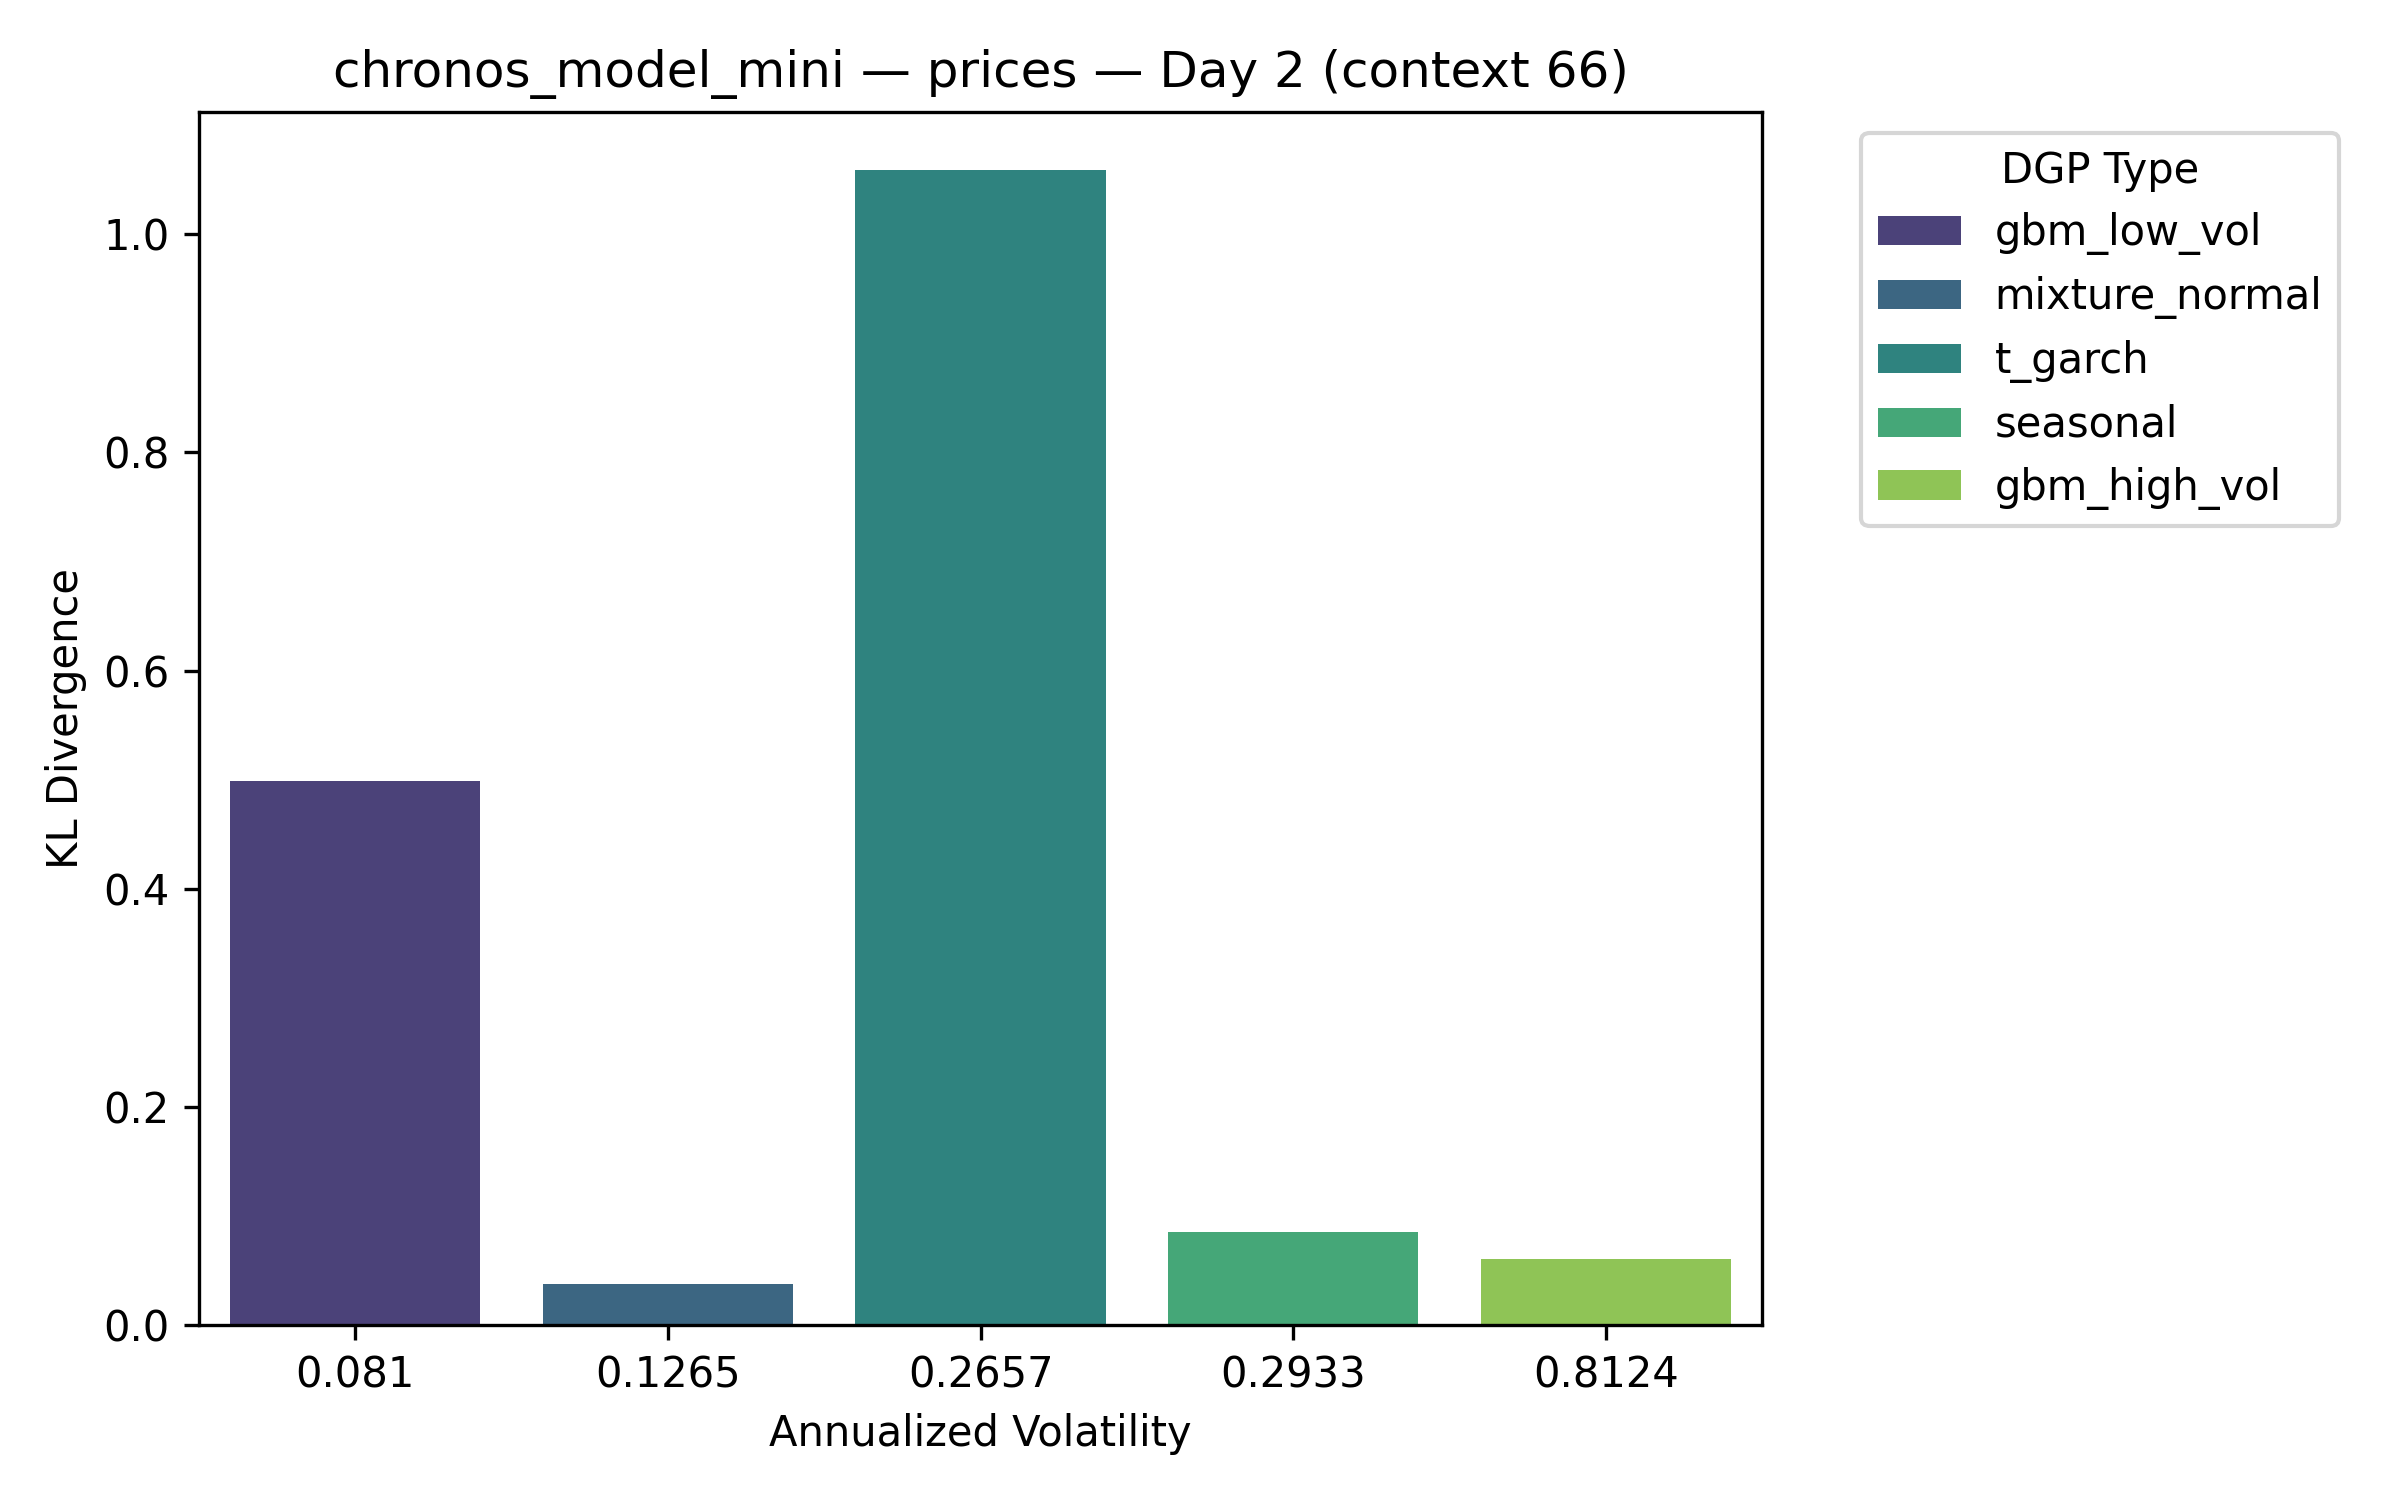 chronos_model_mini — prices — Day 2 (context 66)
KL Divergence
1.0
0.8
0.6
0.4
0.2
0.0
0.081 0.1265 0.2657 0.2933 0.8124
Annualized Volatility
DGP Type
gbm_low_vol
mixture_normal
t_garch
seasonal
gbm_high_vol